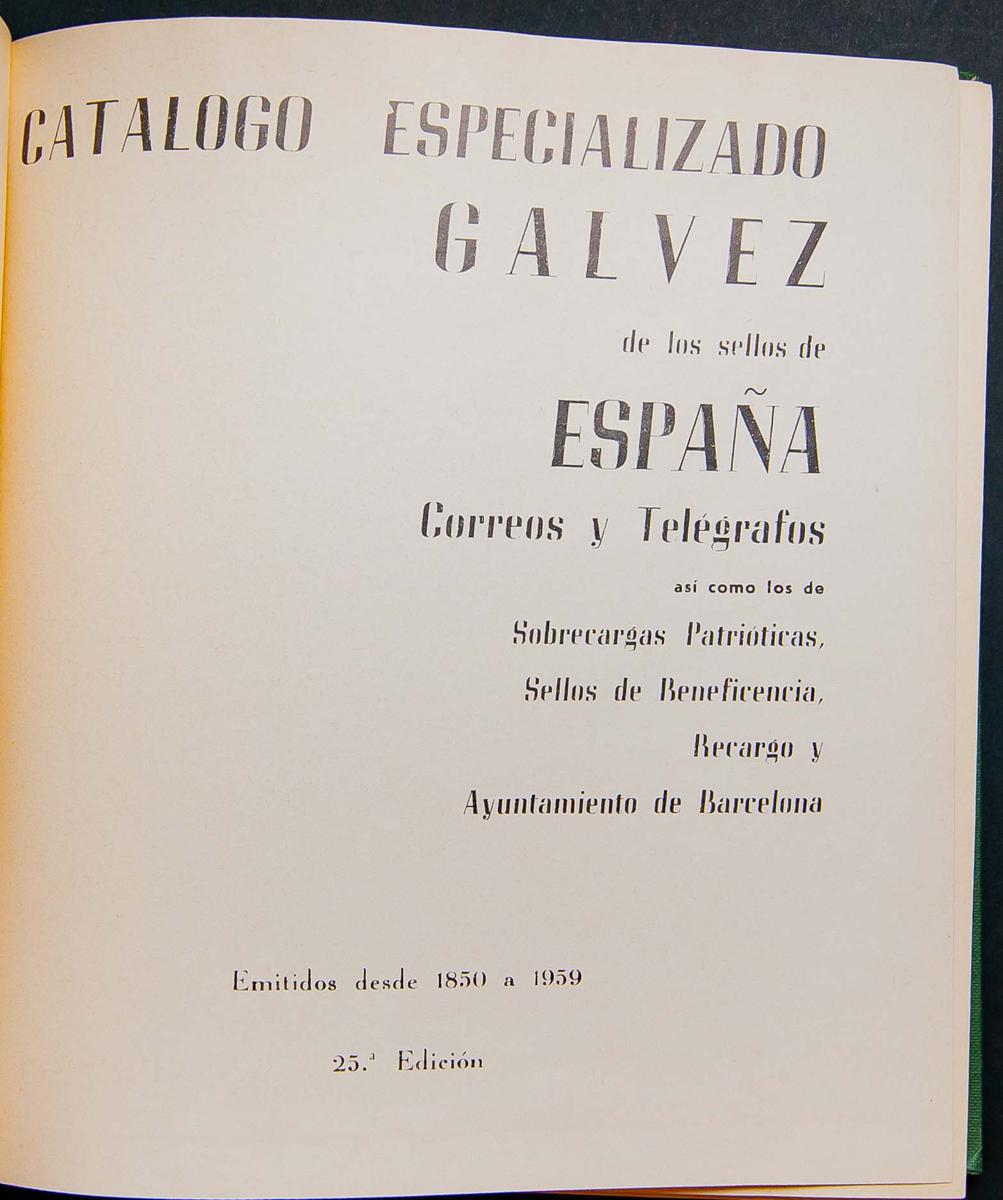 CATALOGO ESPECIALIZADO
GALVEZ
de los sellos de
ESPAÑA
Correos y Telégrafos
así como los de
Sobrecargas Patrióticas,
Sellos de Beneficencia,
Recargo y
Ayuntamiento de Barcelona
Emitidos desde 1850 a 1959
25.ª Edición